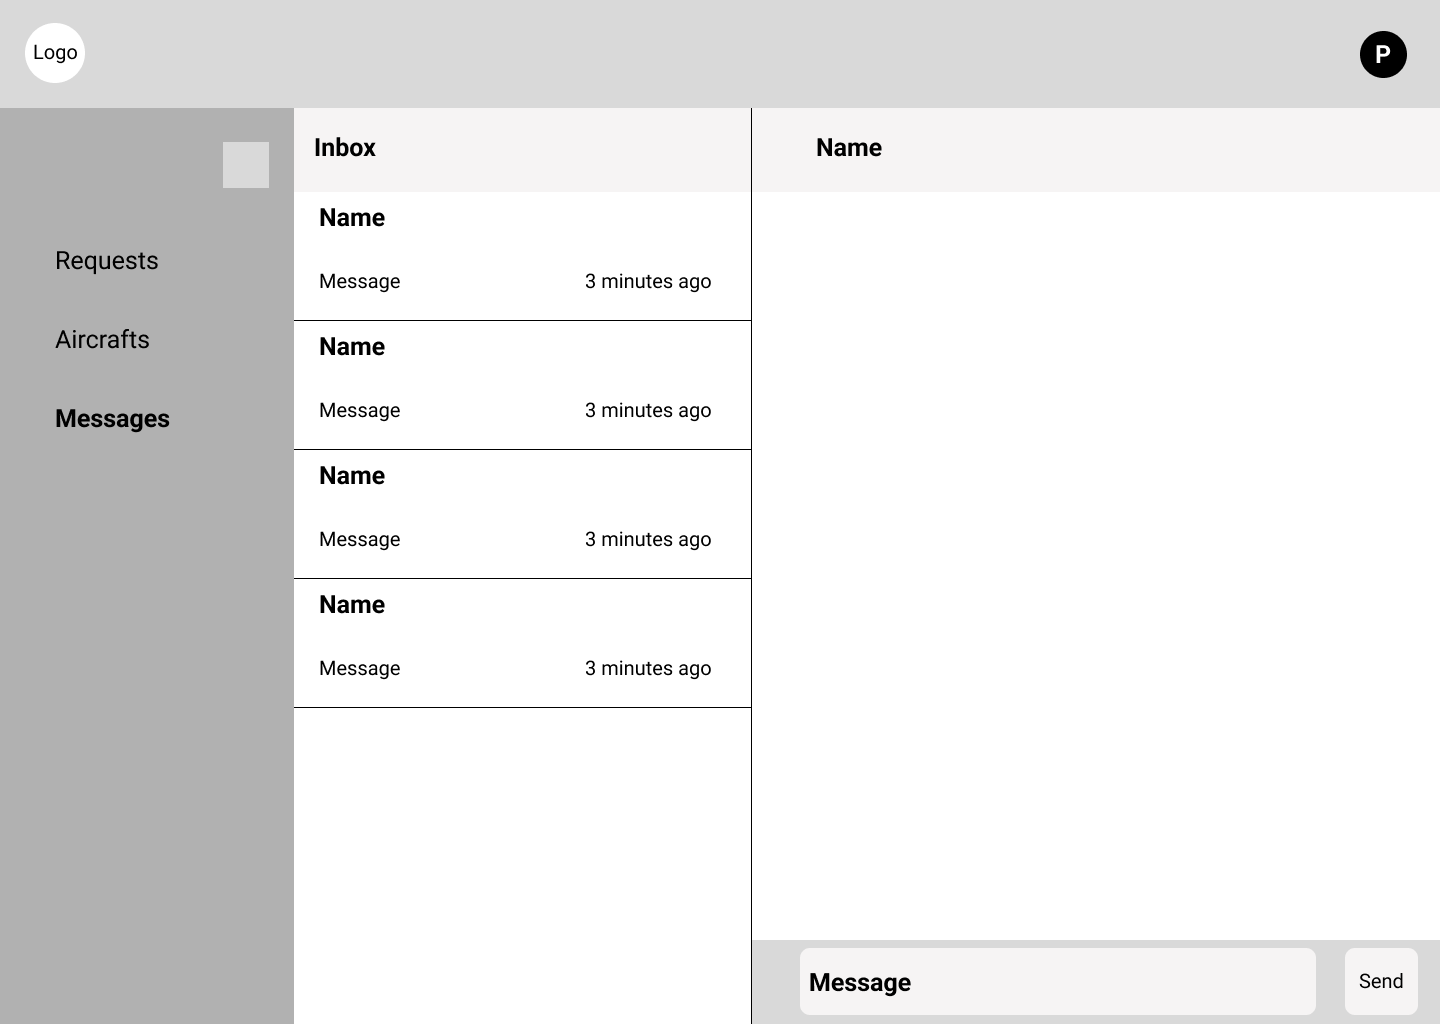 Logo
P
Requests
Aircrafts
Messages
Inbox
Name
Message 3 minutes ago
Name
Message 3 minutes ago
Name
Message 3 minutes ago
Name
Message 3 minutes ago
Name
Message
Send